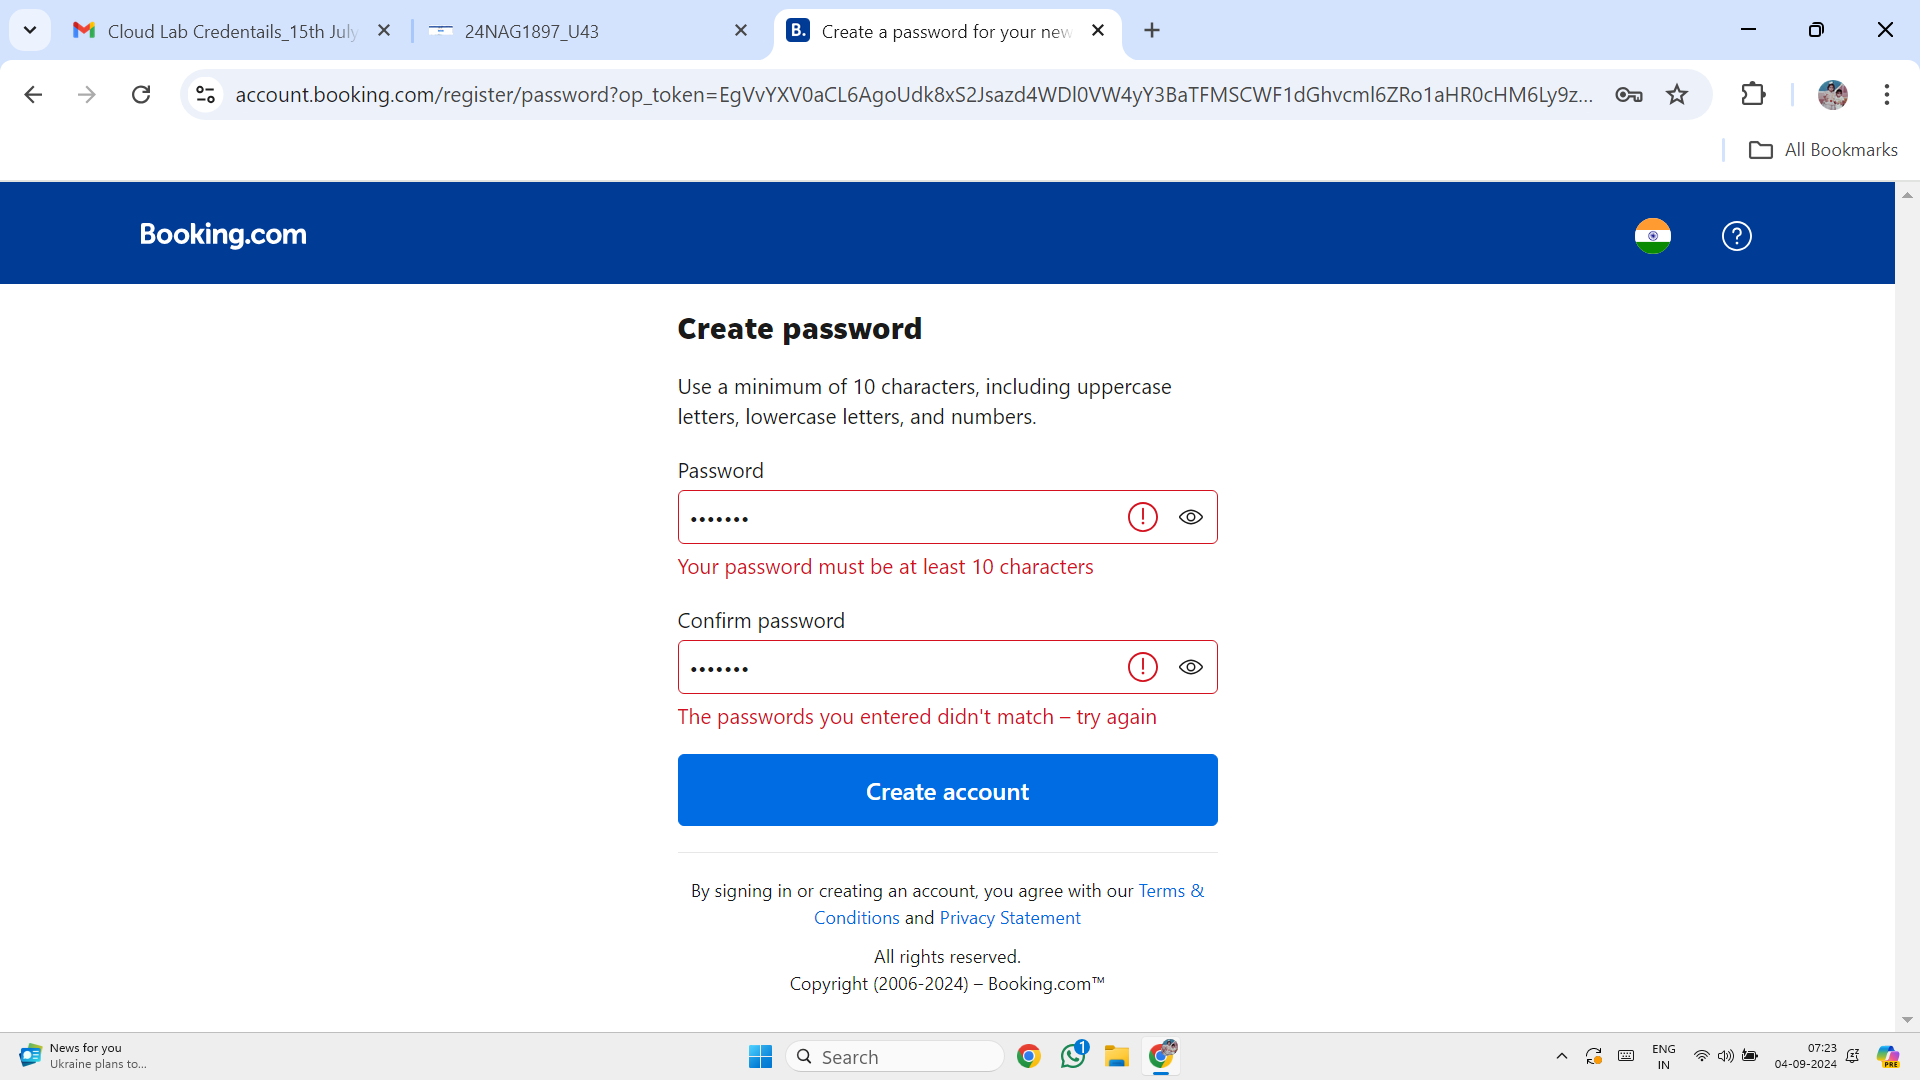 Cloud Lab Credentails_15th July
24NAG1897_U43
B. Create a password for your new
account.booking.com/register/password?op_token=EgVvYXV0aCL6AgoUdk8xS2Jsazd4WDl0VW4yY3BaTFMSCWF1dGhvcml6ZRo1aHR0cHM6Ly9z...
All Bookmarks
Booking.com
Create password
Use a minimum of 10 characters, including uppercase
letters, lowercase letters, and numbers.
Password
Your password must be at least 10 characters
Confirm password
The passwords you entered didn't match – try again
Create account
By signing in or creating an account, you agree with our Terms &
Conditions and Privacy Statement
All rights reserved.
Copyright (2006-2024) – Booking.com™
News for you
Ukraine plans to...
Search
1
ENG
IN
07:23
04-09-2024
PRE